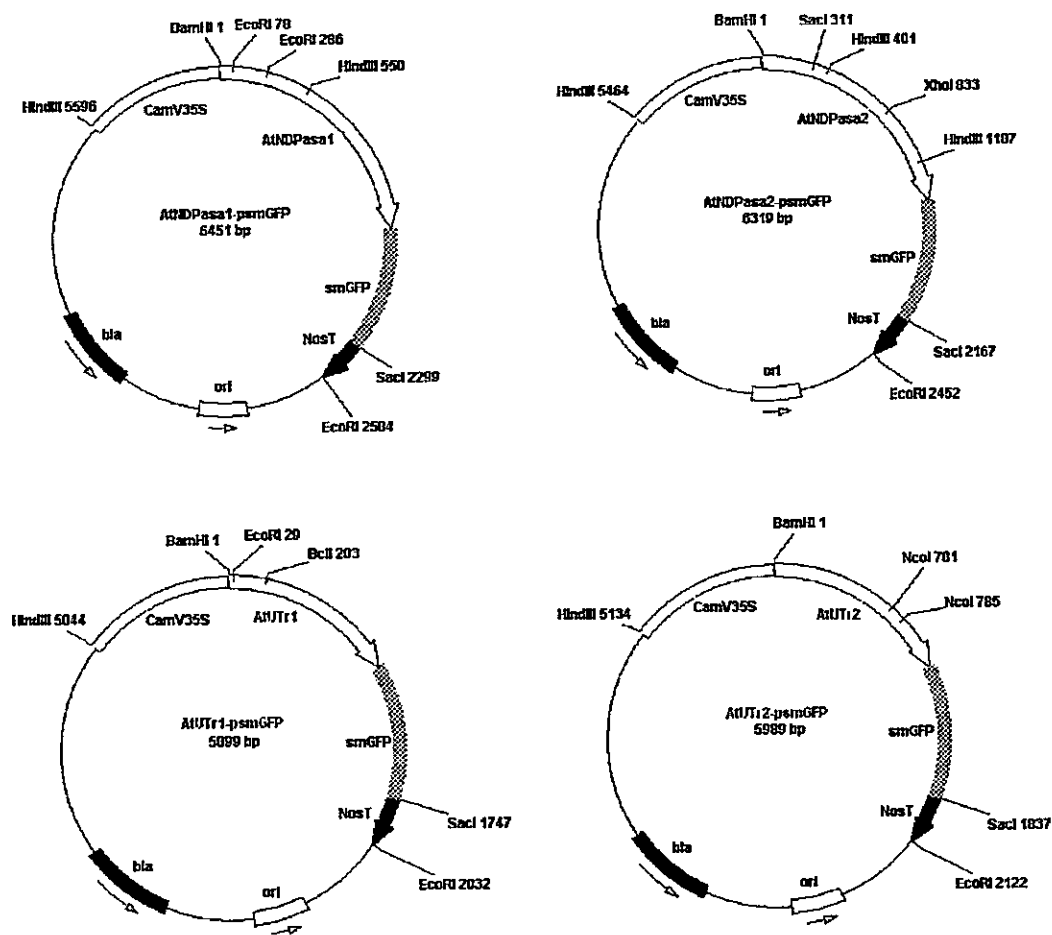 BamHI 1
EcoRI 78
EcoRI 286
HindIII 550
HindIII 5596
CamV35S
AtNDPasa1
AtNDPasa1-psmGFP
6451 bp
smGFP
NosT
SacI 2299
EcoRI 2584
ori
bla
BamHI 1
SacI 311
HindIII 401
XhoI 833
HindIII 1187
HindIII 5464
CamV35S
AtNDPasa2
AtNDPasa2-psmGFP
6319 bp
smGFP
NosT
SacI 2167
EcoRI 2452
ori
bla
BamHI 1
EcoRI 29
BclI 203
HindIII 5044
CamV35S
AtUTr1
AtUTr1-psmGFP
5899 bp
smGFP
NosT
SacI 1747
EcoRI 2032
ori
bla
BamHI 1
NcoI 701
NcoI 785
HindIII 5134
CamV35S
AtUTr2
AtUTr2-psmGFP
5989 bp
smGFP
NosT
SacI 1837
EcoRI 2122
ori
bla